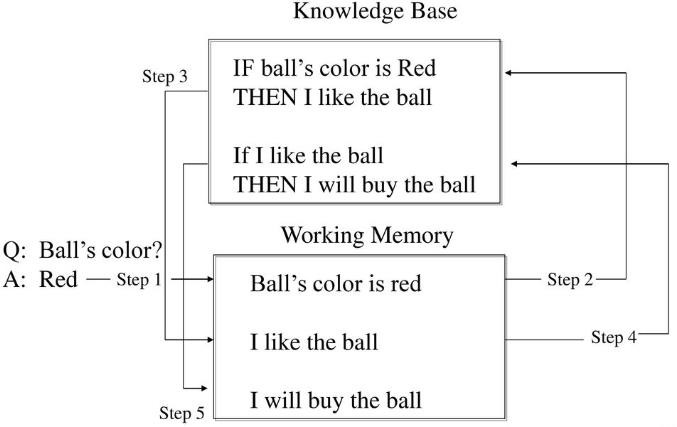 Knowledge Base
Step 3
IF ball's color is Red
THEN I like the ball
If I like the ball
THEN I will buy the ball
Working Memory
Q: Ball's color?
A: Red
Step 1
Ball's color is red
Step 2
I like the ball
Step 4
I will buy the ball
Step 5